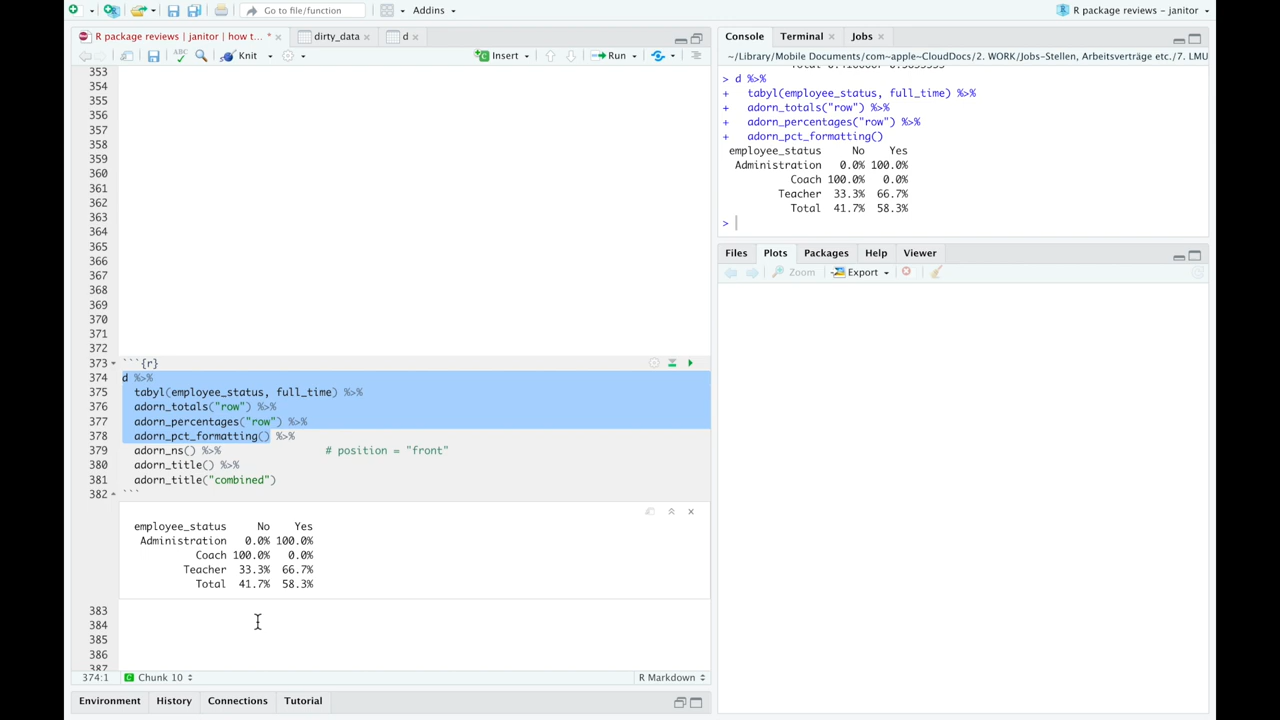 Go to file/function
Addins
R package reviews - janitor
R package reviews | janitor | how t... *
dirty_data
d
ABC
Knit
Insert
Run
353
354
355
356
357
358
359
360
361
362
363
364
365
366
367
368
369
370
371
372
373 ```{r}
374 d %>%
375 tabyl(employee_status, full_time) %>%
376 adorn_totals("row") %>%
377 adorn_percentages("row") %>%
378 adorn_pct_formatting() %>%
379 adorn_ns() %>% # position = "front"
380 adorn_title() %>%
381 adorn_title("combined")
382 ```
employee_status No Yes
Administration 0.0% 100.0%
Coach 100.0% 0.0%
Teacher 33.3% 66.7%
Total 41.7% 58.3%
383
384
385
386
387
374:1 Chunk 10 R Markdown
Environment History Connections Tutorial
Console Terminal Jobs
~/Library/Mobile Documents/com~apple~CloudDocs/2. WORK/Jobs-Stellen, Arbeitsverträge etc./7. LMU
> d %>%
+ tabyl(employee_status, full_time) %>%
+ adorn_totals("row") %>%
+ adorn_percentages("row") %>%
+ adorn_pct_formatting()
employee_status No Yes
Administration 0.0% 100.0%
Coach 100.0% 0.0%
Teacher 33.3% 66.7%
Total 41.7% 58.3%
>
Files Plots Packages Help Viewer
Zoom Export